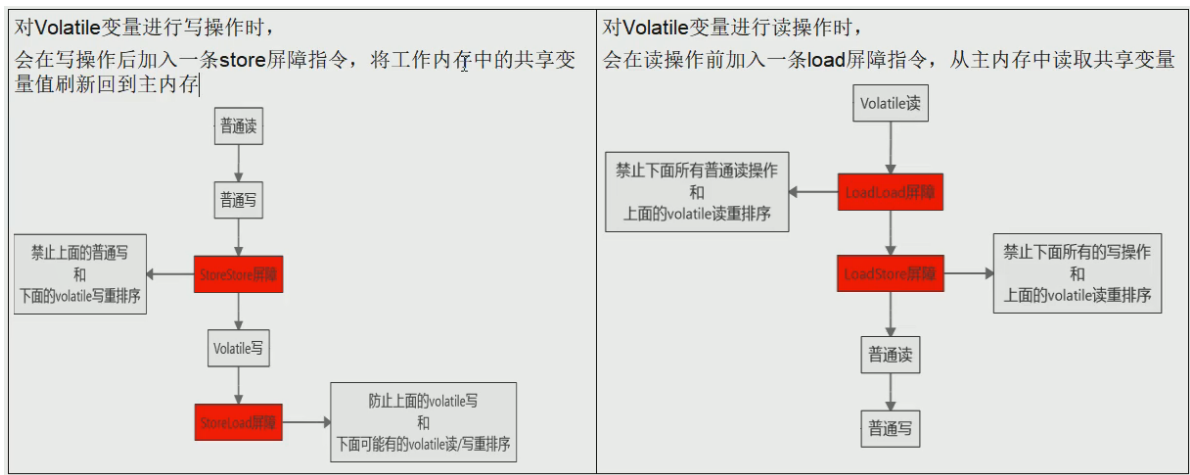 对Volatile变量进行写操作时，
会在写操作后加入一条store屏障指令，将工作内存中的共享变
量值刷新回到主内存
普通读
普通写
StoreStore屏障
禁止上面的普通写
和
下面的volatile写重排序
Volatile写
StoreLoad屏障
防止上面的volatile写
和
下面可能有的volatile读/写重排序
对Volatile变量进行读操作时，
会在读操作前加入一条load屏障指令，从主内存中读取共享变量
Volatile读
LoadLoad屏障
禁止下面所有普通读操作
和
上面的volatile读重排序
LoadStore屏障
禁止下面所有的写操作
和
上面的volatile读重排序
普通读
普通写